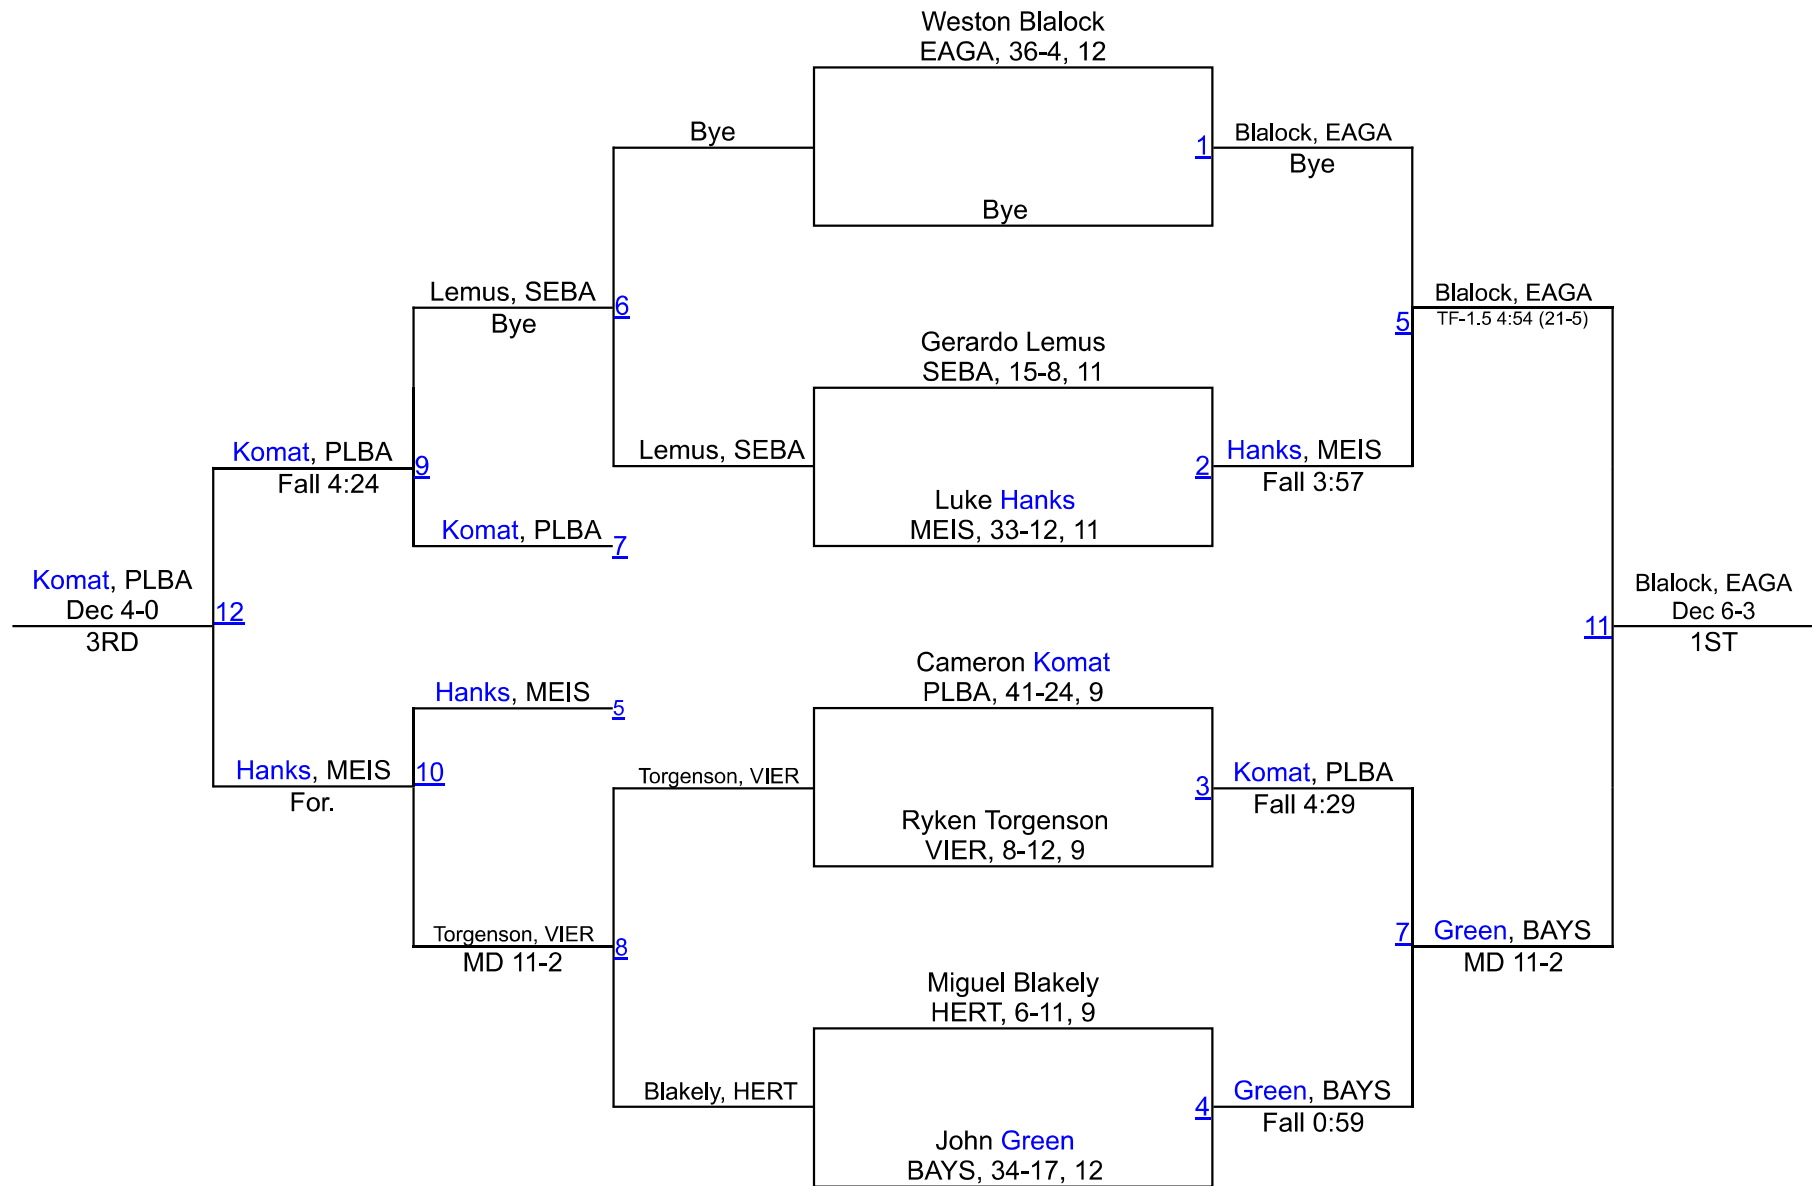 Weston Blalock
EAGA, 36-4, 12
Bye
1
Blalock, EAGA
Bye
Bye
Lemus, SEBA
Bye
6
Blalock, EAGA
TF-1.5 4:54 (21-5)
5
Gerardo Lemus
SEBA, 15-8, 11
Komat, PLBA
Fall 4:24
9
Lemus, SEBA
2
Hanks, MEIS
Fall 3:57
Luke Hanks
MEIS, 33-12, 11
Komat, PLBA
7
Komat, PLBA
Dec 4-0
3RD
12
Blalock, EAGA
Dec 6-3
1ST
11
Cameron Komat
PLBA, 41-24, 9
Hanks, MEIS
5
Hanks, MEIS
For.
10
Torgenson, VIER
3
Komat, PLBA
Fall 4:29
Ryken Torgenson
VIER, 8-12, 9
Torgenson, VIER
MD 11-2
8
7
Green, BAYS
MD 11-2
Miguel Blakely
HERT, 6-11, 9
Blakely, HERT
4
Green, BAYS
Fall 0:59
John Green
BAYS, 34-17, 12